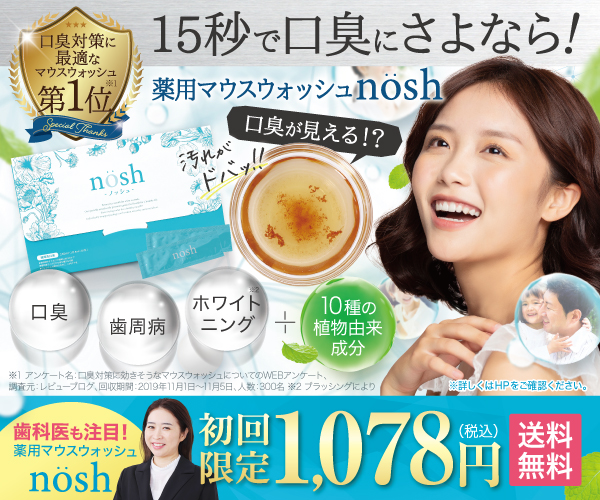 口臭対策に
最適な
マウスウォッシュ
※1
第1位
Special Thanks
15秒で口臭にさよなら!
薬用マウスウォッシュnösh
口臭が見える!?
汚れが
ドバッ!!
nösh
-ノッシュ-
nösh
口臭
歯周病
※2
ホワイト
ニング
+
10種の
植物由来
成分
※1 アンケート名:口臭対策に効きそうなマウスウォッシュについてのWEBアンケート、
調査元:レビューブログ、回収期間:2019年11月1日〜11月5日、人数:300名 ※2 ブラッシングにより
※詳しくはHPをご確認ください。
歯科医も注目!
薬用マウスウォッシュ
nösh
初回
限定
1,078円
(税込)
送料
無料